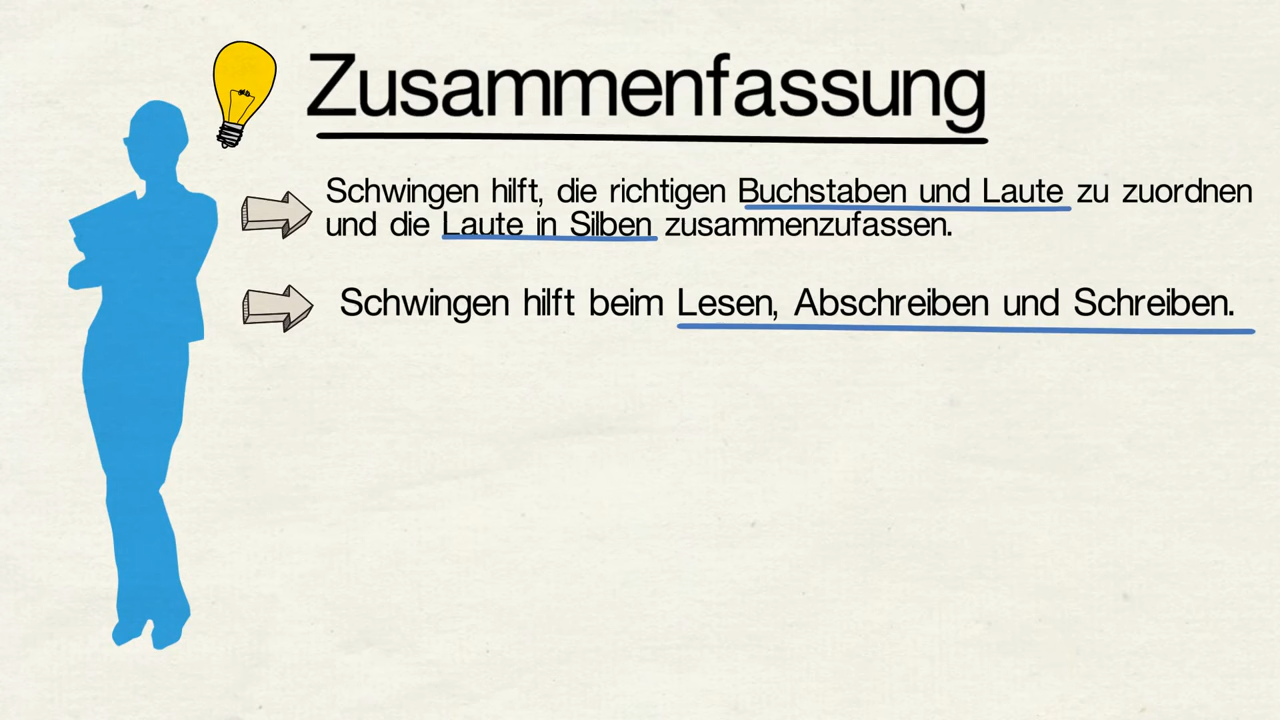 Zusammenfassung
Schwingen hilft, die richtigen Buchstaben und Laute zu zuordnen
und die Laute in Silben zusammenzufassen.
Schwingen hilft beim Lesen, Abschreiben und Schreiben.